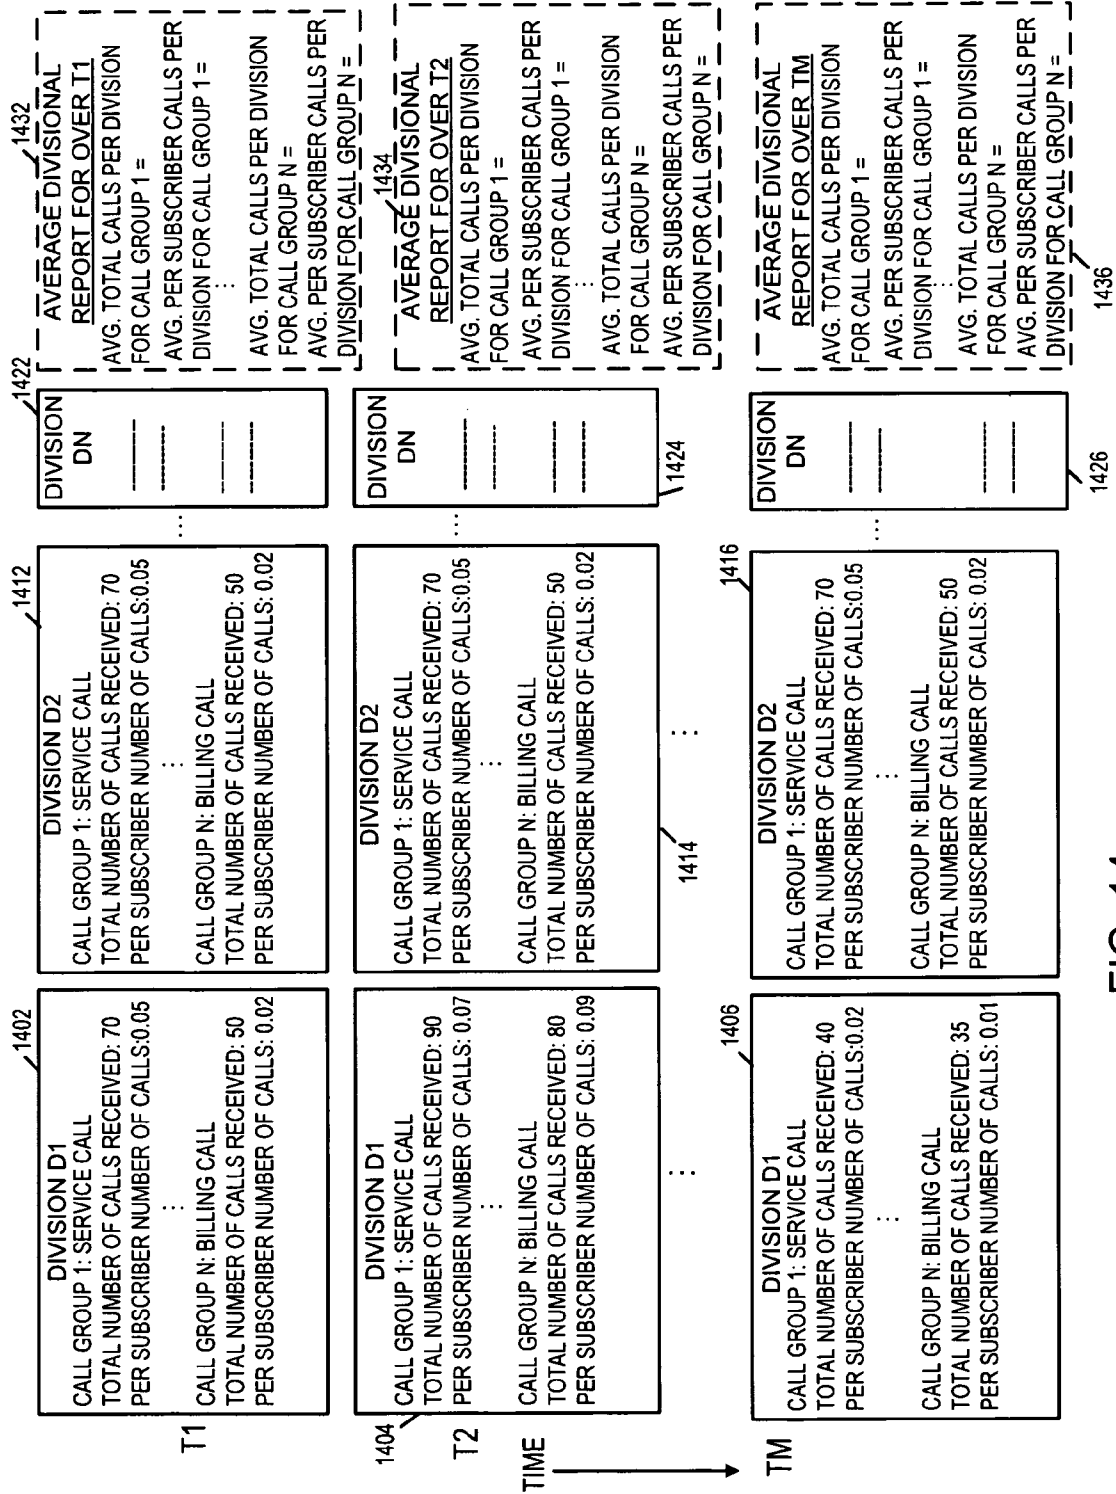 T1
1402
DIVISION D1
CALL GROUP 1: SERVICE CALL
TOTAL NUMBER OF CALLS RECEIVED: 70
PER SUBSCRIBER NUMBER OF CALLS:0.05
⋮
CALL GROUP N: BILLING CALL
TOTAL NUMBER OF CALLS RECEIVED: 50
PER SUBSCRIBER NUMBER OF CALLS: 0.02
1412
DIVISION D2
CALL GROUP 1: SERVICE CALL
TOTAL NUMBER OF CALLS RECEIVED: 70
PER SUBSCRIBER NUMBER OF CALLS:0.05
⋮
CALL GROUP N: BILLING CALL
TOTAL NUMBER OF CALLS RECEIVED: 50
PER SUBSCRIBER NUMBER OF CALLS: 0.02
...
1422
DIVISION
DN
1432
AVERAGE DIVISIONAL
REPORT FOR OVER T1
AVG. TOTAL CALLS PER DIVISION
FOR CALL GROUP 1 =
AVG. PER SUBSCRIBER CALLS PER
DIVISION FOR CALL GROUP 1 =
⋮
AVG. TOTAL CALLS PER DIVISION
FOR CALL GROUP N =
AVG. PER SUBSCRIBER CALLS PER
DIVISION FOR CALL GROUP N =
T2
1404
DIVISION D1
CALL GROUP 1: SERVICE CALL
TOTAL NUMBER OF CALLS RECEIVED: 90
PER SUBSCRIBER NUMBER OF CALLS: 0.07
⋮
CALL GROUP N: BILLING CALL
TOTAL NUMBER OF CALLS RECEIVED: 80
PER SUBSCRIBER NUMBER OF CALLS: 0.09
DIVISION D2
CALL GROUP 1: SERVICE CALL
TOTAL NUMBER OF CALLS RECEIVED: 70
PER SUBSCRIBER NUMBER OF CALLS: 0.05
⋮
CALL GROUP N: BILLING CALL
TOTAL NUMBER OF CALLS RECEIVED: 50
PER SUBSCRIBER NUMBER OF CALLS: 0.02
1414
...
DIVISION
DN
1424
1434
AVERAGE DIVISIONAL
REPORT FOR OVER T2
AVG. TOTAL CALLS PER DIVISION
FOR CALL GROUP 1 =
AVG. PER SUBSCRIBER CALLS PER
DIVISION FOR CALL GROUP 1 =
⋮
AVG. TOTAL CALLS PER DIVISION
FOR CALL GROUP N =
AVG. PER SUBSCRIBER CALLS PER
DIVISION FOR CALL GROUP N =
TIME
⋮
⋮
TM
1406
DIVISION D1
CALL GROUP 1: SERVICE CALL
TOTAL NUMBER OF CALLS RECEIVED: 40
PER SUBSCRIBER NUMBER OF CALLS:0.02
⋮
CALL GROUP N: BILLING CALL
TOTAL NUMBER OF CALLS RECEIVED: 35
PER SUBSCRIBER NUMBER OF CALLS: 0.01
1416
DIVISION D2
CALL GROUP 1: SERVICE CALL
TOTAL NUMBER OF CALLS RECEIVED: 70
PER SUBSCRIBER NUMBER OF CALLS:0.05
⋮
CALL GROUP N: BILLING CALL
TOTAL NUMBER OF CALLS RECEIVED: 50
PER SUBSCRIBER NUMBER OF CALLS: 0.02
...
DIVISION
DN
1426
AVERAGE DIVISIONAL
REPORT FOR OVER TM
AVG. TOTAL CALLS PER DIVISION
FOR CALL GROUP 1 =
AVG. PER SUBSCRIBER CALLS PER
DIVISION FOR CALL GROUP 1 =
⋮
AVG. TOTAL CALLS PER DIVISION
FOR CALL GROUP N =
AVG. PER SUBSCRIBER CALLS PER
DIVISION FOR CALL GROUP N =
1436